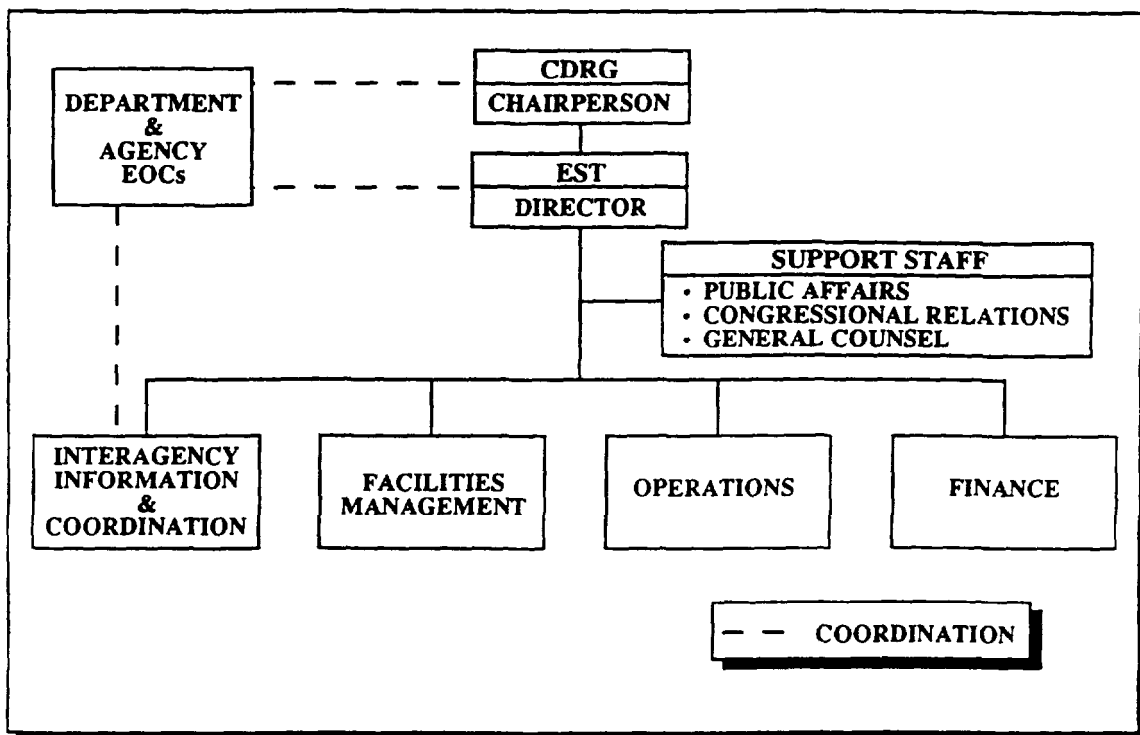 CDRG
CHAIRPERSON
DEPARTMENT
&
AGENCY
EOCs
EST
DIRECTOR
SUPPORT STAFF
· PUBLIC AFFAIRS
· CONGRESSIONAL RELATIONS
· GENERAL COUNSEL
INTERAGENCY
INFORMATION
&
COORDINATION
FACILITIES
MANAGEMENT
OPERATIONS
FINANCE
COORDINATION